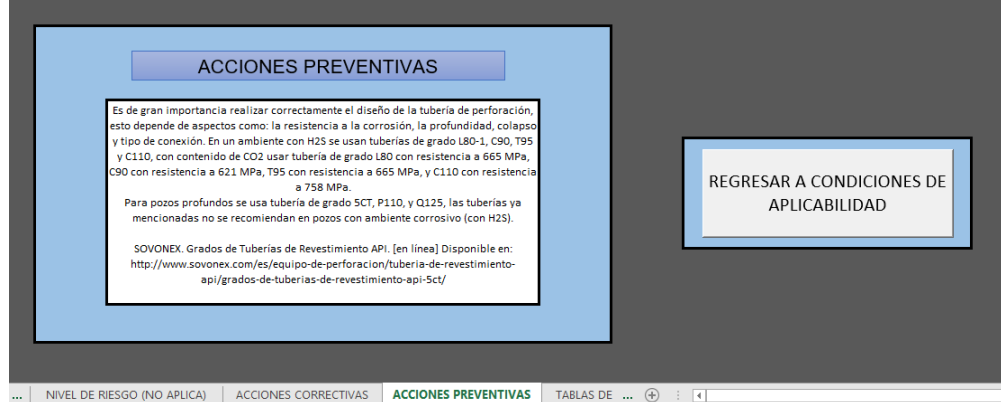 ACCIONES PREVENTIVAS
Es de gran importancia realizar correctamente el diseño de la tubería de perforación,
esto depende de aspectos como: la resistencia a la corrosión, la profundidad, colapso
y tipo de conexión. En un ambiente con H2S se usan tuberías de grado L80-1, C90, T95
y C110, con contenido de CO2 usar tubería de grado L80 con resistencia a 665 MPa,
C90 con resistencia a 621 MPa, T95 con resistencia a 665 MPa, y C110 con resistencia
a 758 MPa.
Para pozos profundos se usa tubería de grado 5CT, P110, y Q125, las tuberías ya
mencionadas no se recomiendan en pozos con ambiente corrosivo (con H2S).
SOVONEX. Grados de Tuberías de Revestimiento API. [en línea] Disponible en:
http://www.sovonex.com/es/equipo-de-perforacion/tuberia-de-revestimiento-
api/grados-de-tuberias-de-revestimiento-api-5ct/
REGRESAR A CONDICIONES DE
APLICABILIDAD
... NIVEL DE RIESGO (NO APLICA) ACCIONES CORRECTIVAS ACCIONES PREVENTIVAS TABLAS DE ...